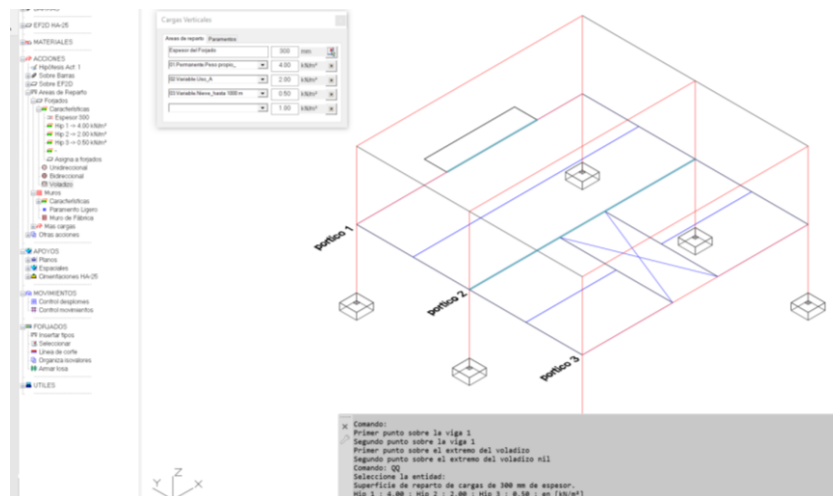 EF2D HA-25
MATERIALES
ACCIONES
Hipótesis Act: 1
Sobre Barras
Sobre EF2D
Areas de Reparto
Forjados
Características
Espesor 300
Hip 1 -> 4.00 kN/m²
Hip 2 -> 2.00 kN/m²
Hip 3 -> 0.50 kN/m²
-
Asigna a forjados
Unidireccional
Bidireccional
Volad(o)
Muros
Características
Paramento Ligero
Muro de Fábrica
Mas cargas
Otras acciones
APOYOS
Planos
Espaciales
Cimentaciones HA-25
MOVIMIENTOS
Control desplomes
Control movimientos
FORJADOS
Insertar tipos
Seleccionar
Linea de corte
Organiza isovalores
Armar losa
UTILES
Cargas Verticales
Areas de reparto Paramentos
Espesor del Forjado 300 mm
01 Permanente Peso propio_ 4.00 kN/m²
02 Variable Uso_A 2.00 kN/m²
03 Variable Nieve_hasta 1000 m 0.50 kN/m²
1.00 kN/m²
portico 1
portico 2
portico 3
Z
Y X
Comando:
Primer punto sobre la viga 1
Segundo punto sobre la viga 1
Primer punto sobre el extremo del voladizo
Segundo punto sobre el extremo del voladizo nil
Comando: QQ
Seleccione la entidad:
Superficie de reparto de cargas de 300 mm de espesor.
Hip 1 : 4.00 ; Hip 2 : 2.00 ; Hip 3 : 0.50 ; en [kN/m²]